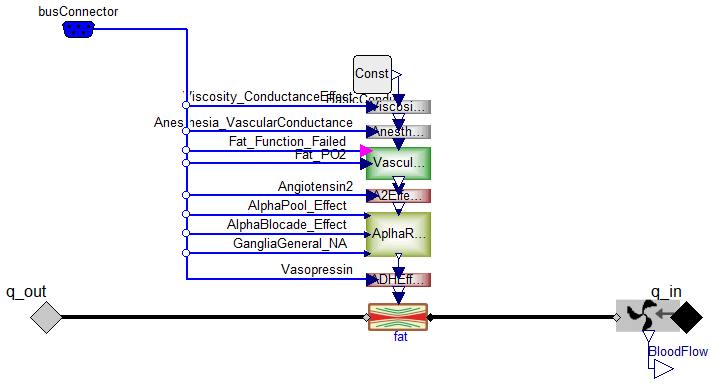 busConnector
Const
Viscosity_ConductanceEffect
Viscosi...
Anesthesia_VascularConductance
Anesth...
Fat_Function_Failed
Fat_PO2
Vascul...
Angiotensin2
A2Effe...
AlphaPool_Effect
AlphaBlocade_Effect
AplhaR...
GangliaGeneral_NA
Vasopressin
ADHEff...
q_out
q_in
fat
BloodFlow